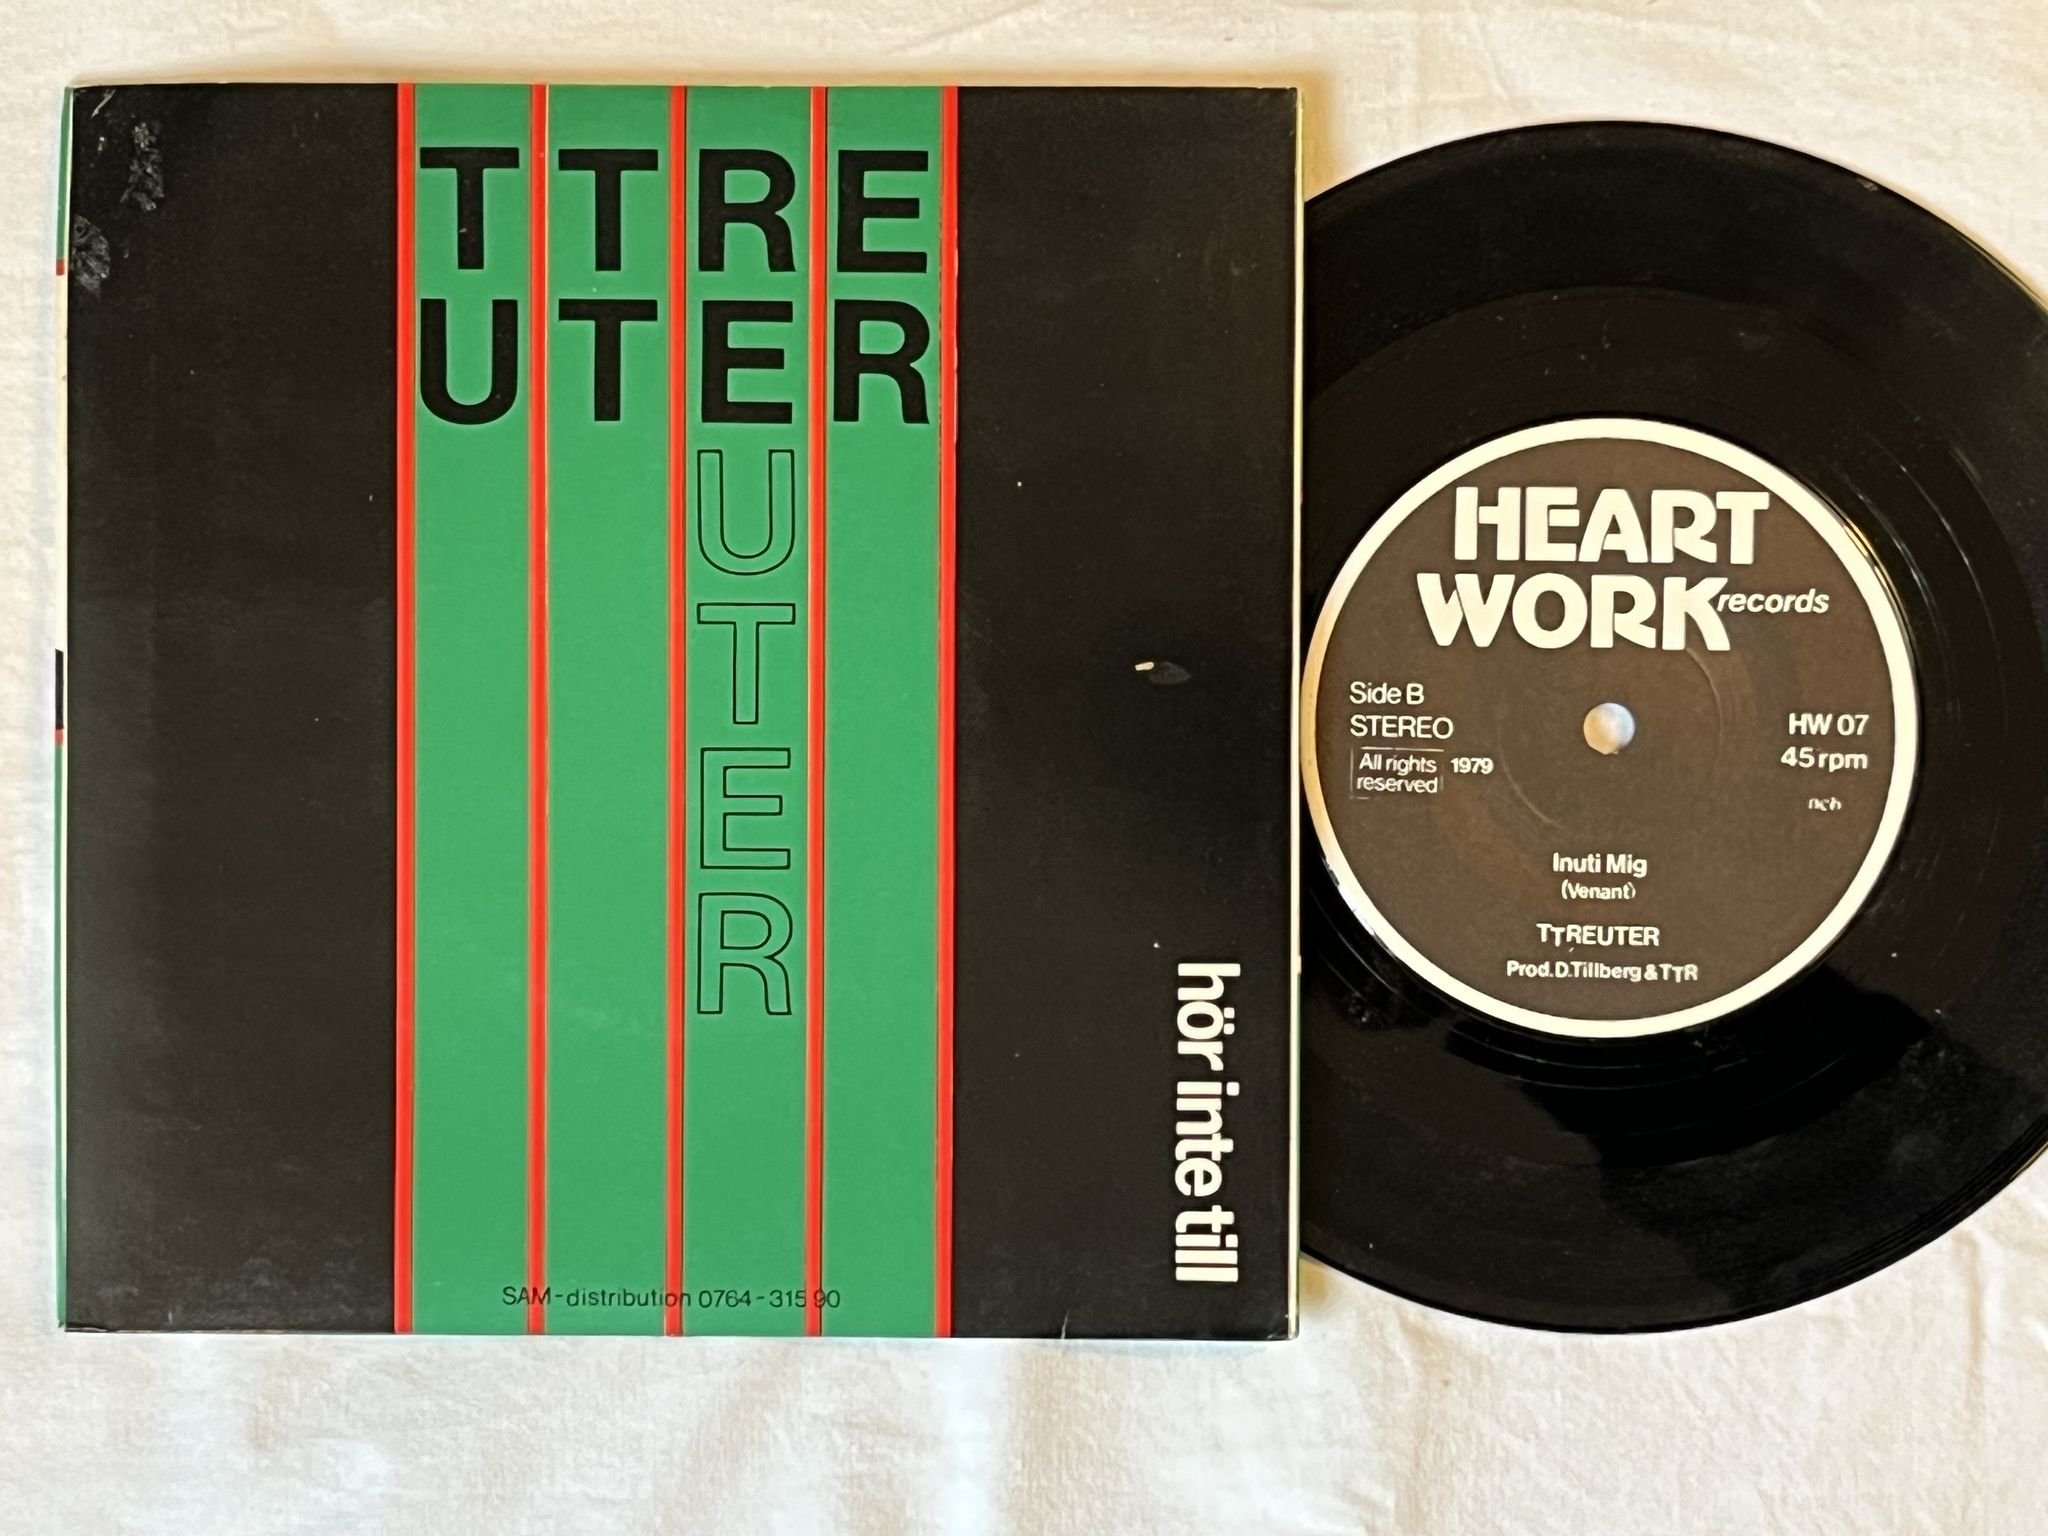 TTRE
UTER
UTER
hör inte till
SAM-distribution 0764-315 90
HEART
WORK records
Side B
STEREO
All rights 1979
reserved
HW 07
45 rpm
ncb
Inuti Mig
(Venant)
TTREUTER
Prod. D. Tillberg & TTR